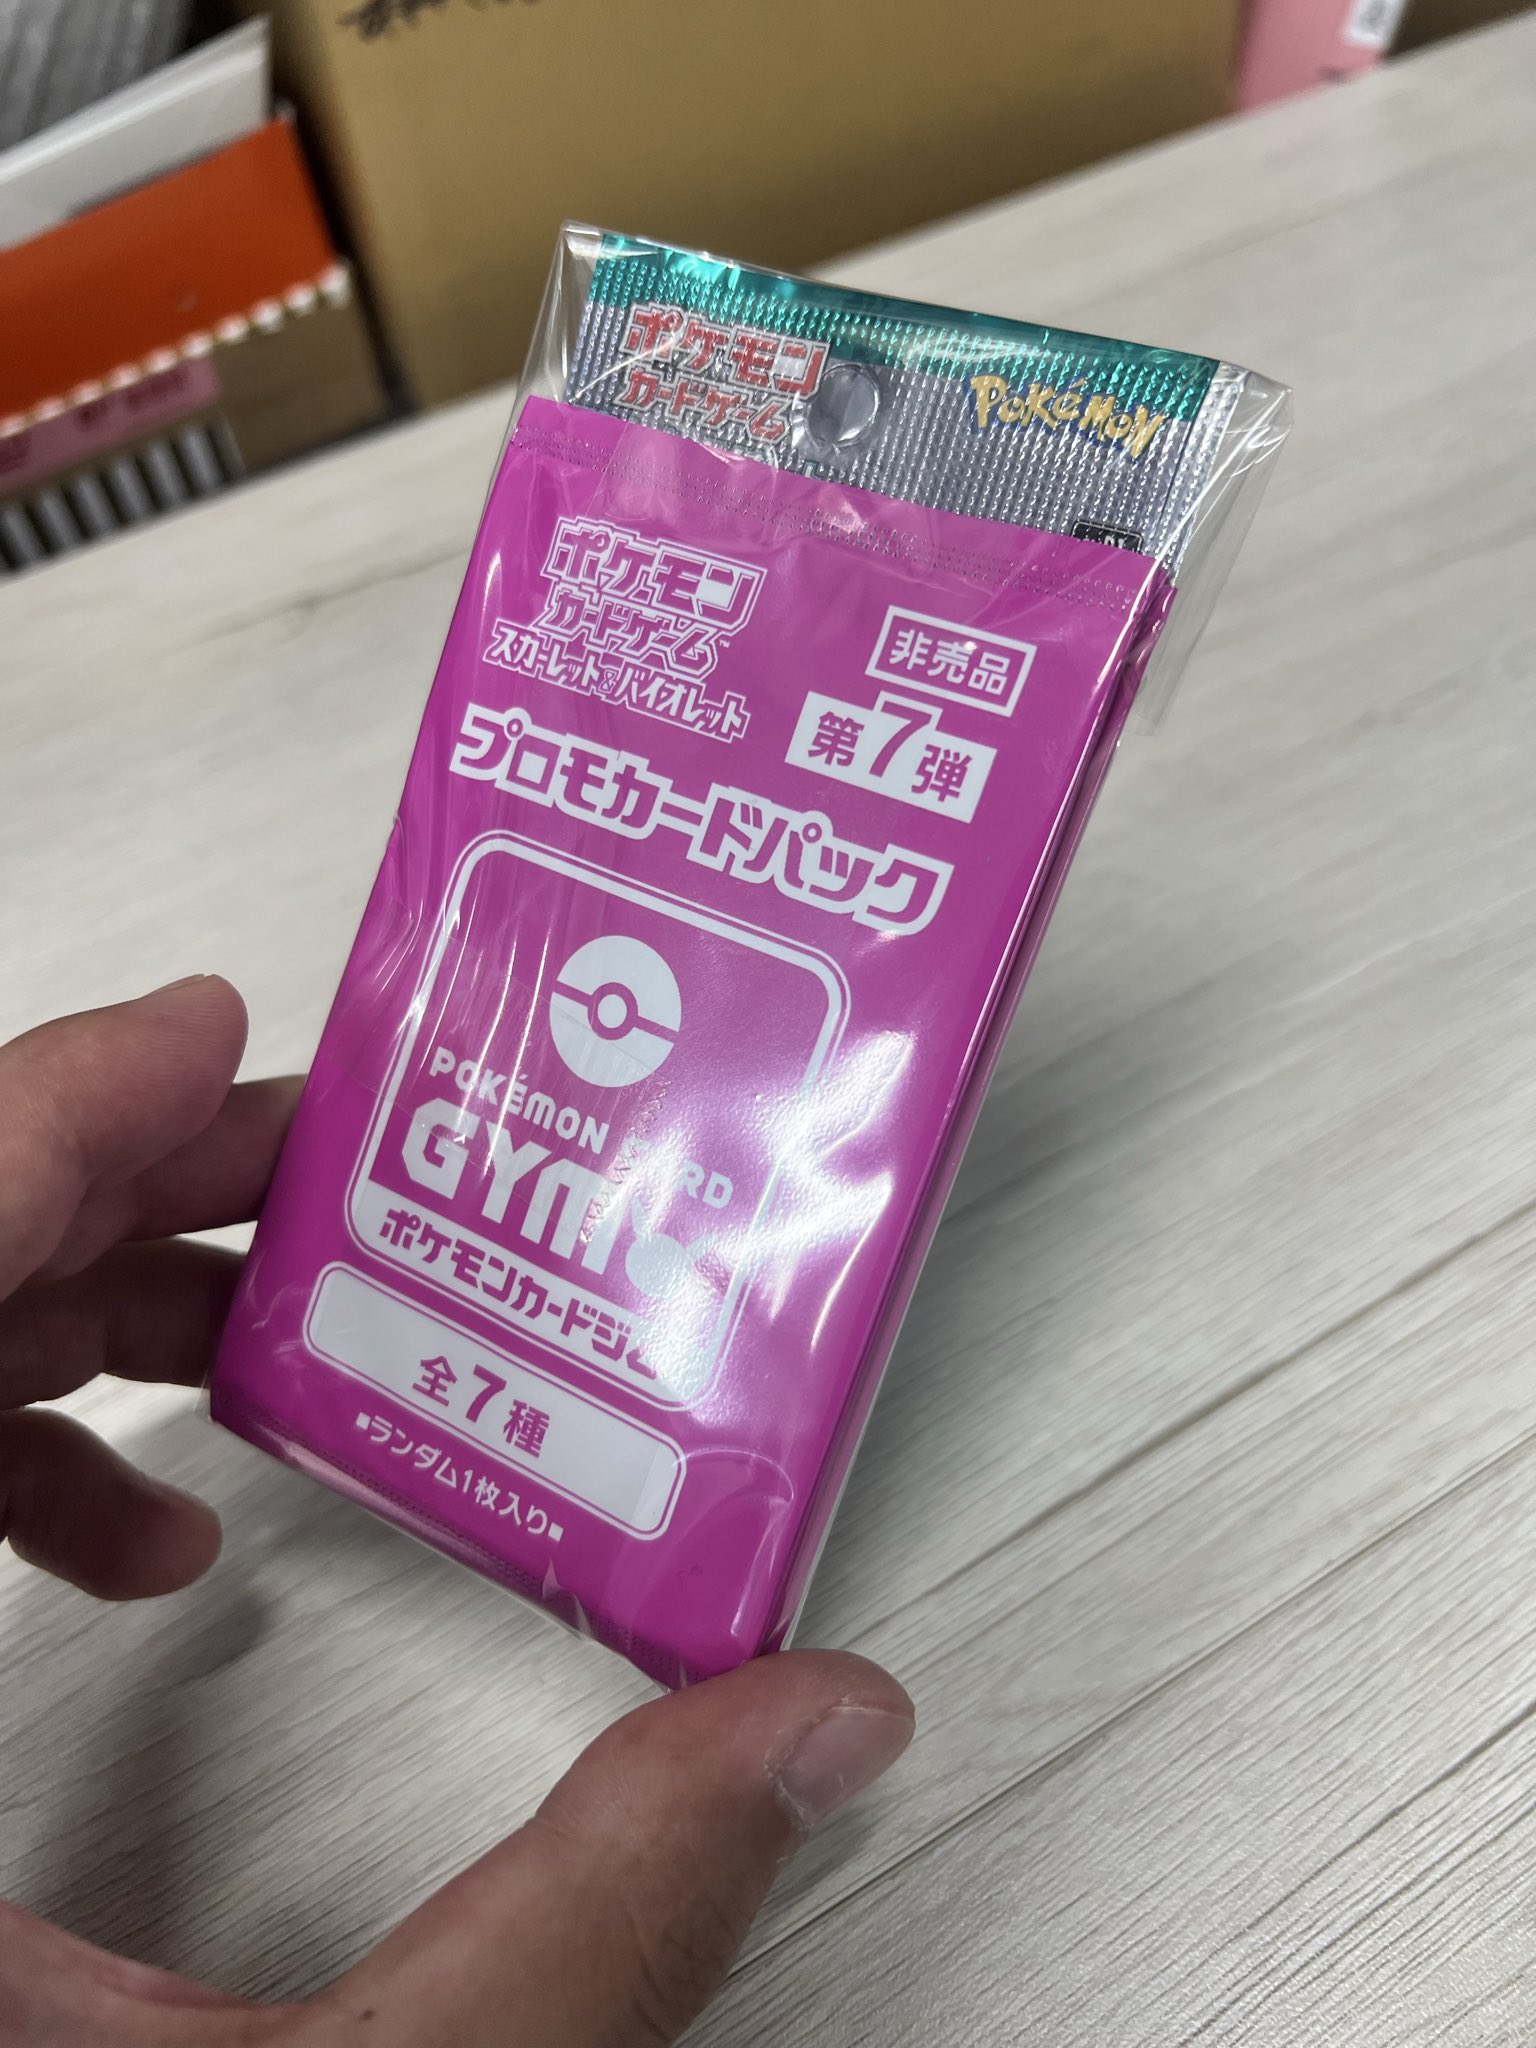 ポケモン
カードゲーム
POKéMON
ポケモン
カードゲーム™
スカーレット&バイオレット
非売品
第7弾
プロモカードパック
POKÉMON CARD
GYM
ポケモンカードジム
全7種
■ランダム1枚入り■